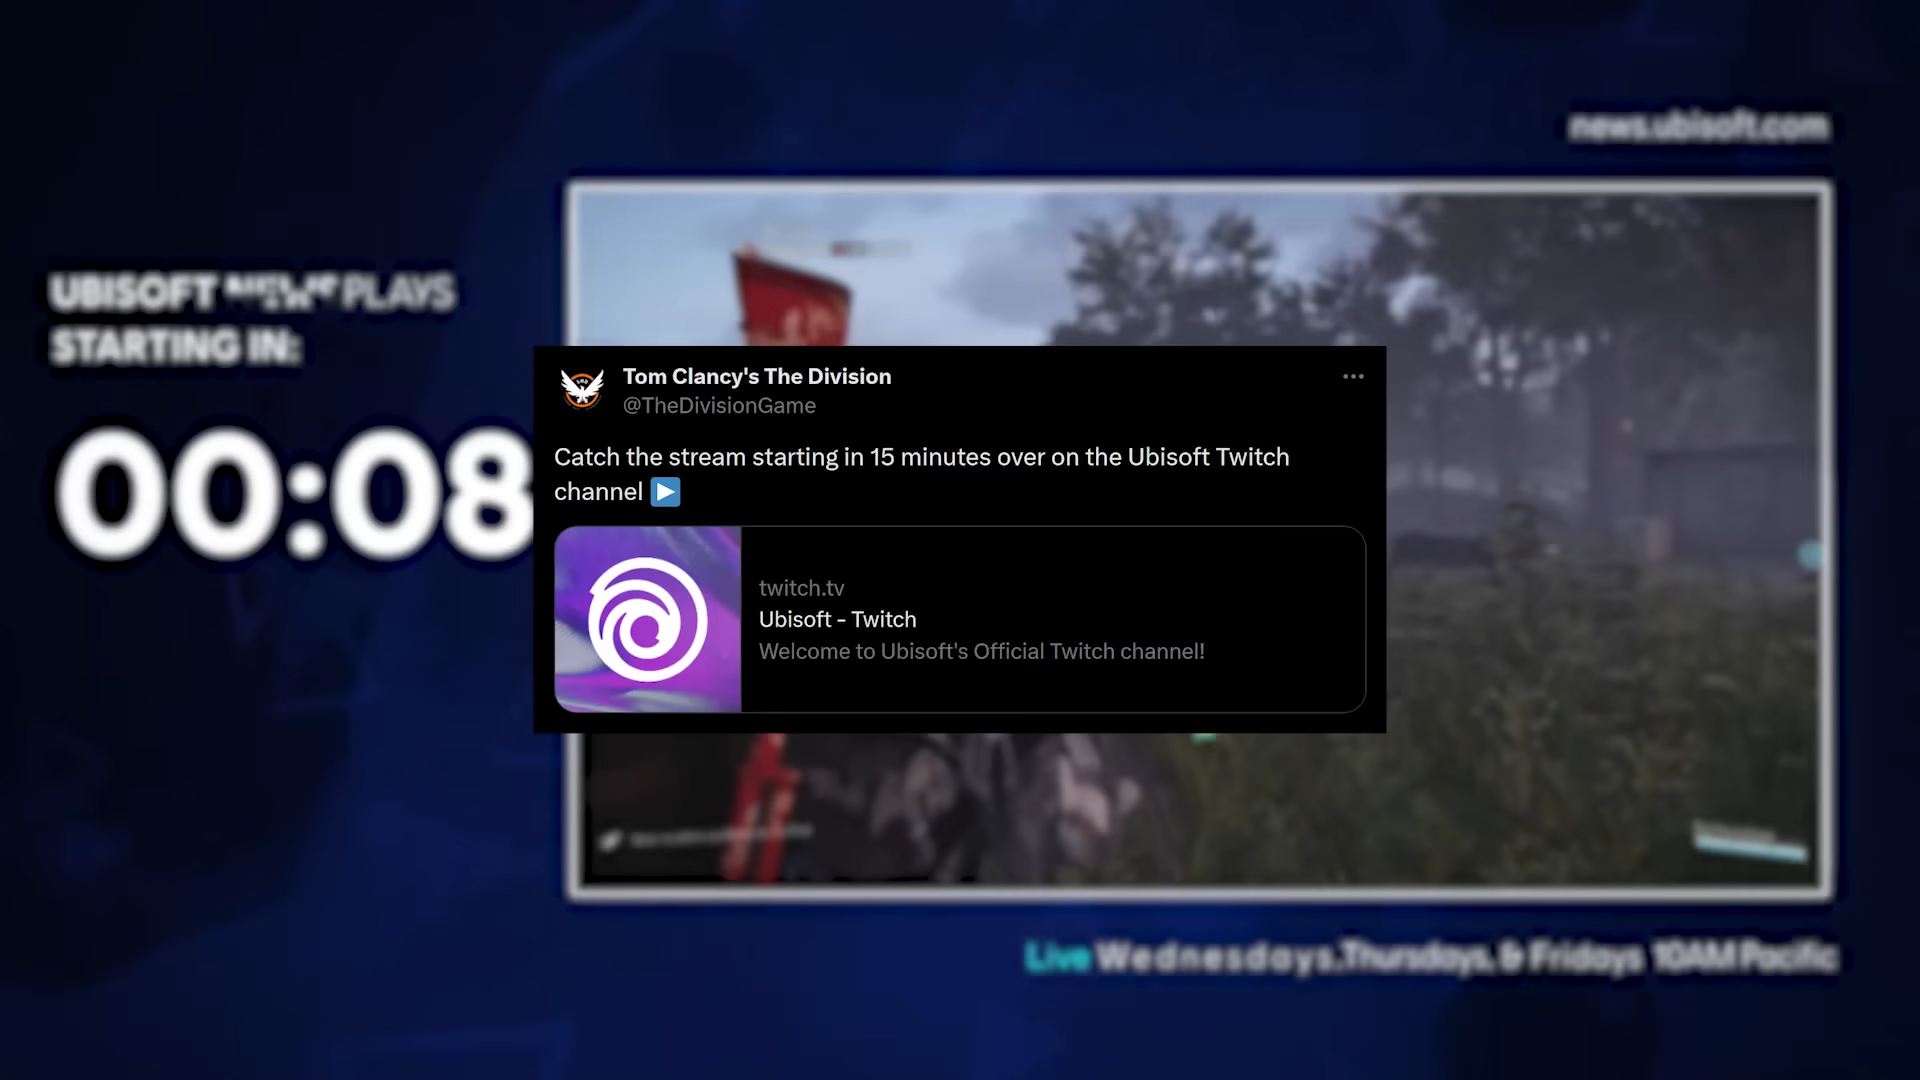 news.ubisoft.com
UBISOFT NEWS PLAYS
STARTING IN:
00:08
Tom Clancy's The Division
@TheDivisionGame
Catch the stream starting in 15 minutes over on the Ubisoft Twitch
channel ▶️
twitch.tv
Ubisoft - Twitch
Welcome to Ubisoft's Official Twitch channel!
Live Wednesdays, Thursdays, & Fridays 10AM Pacific